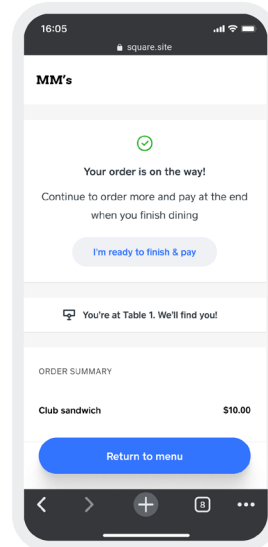 16:05
square.site
MM's
Your order is on the way!
Continue to order more and pay at the end
when you finish dining
I'm ready to finish & pay
You're at Table 1. We'll find you!
ORDER SUMMARY
Club sandwich $10.00
Return to menu
8